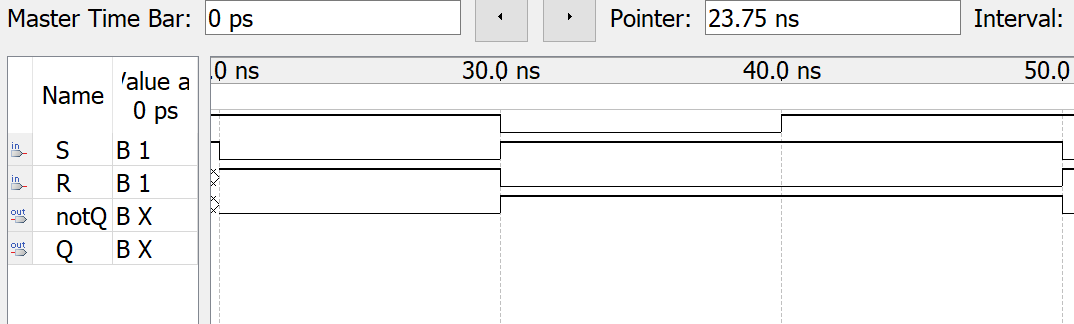 Master Time Bar: 0 ps Pointer: 23.75 ns Interval:
Name Value a 0 ps
.0 ns 30.0 ns 40.0 ns 50.0
in S B 1
in R B 1
out notQ B X
out Q B X